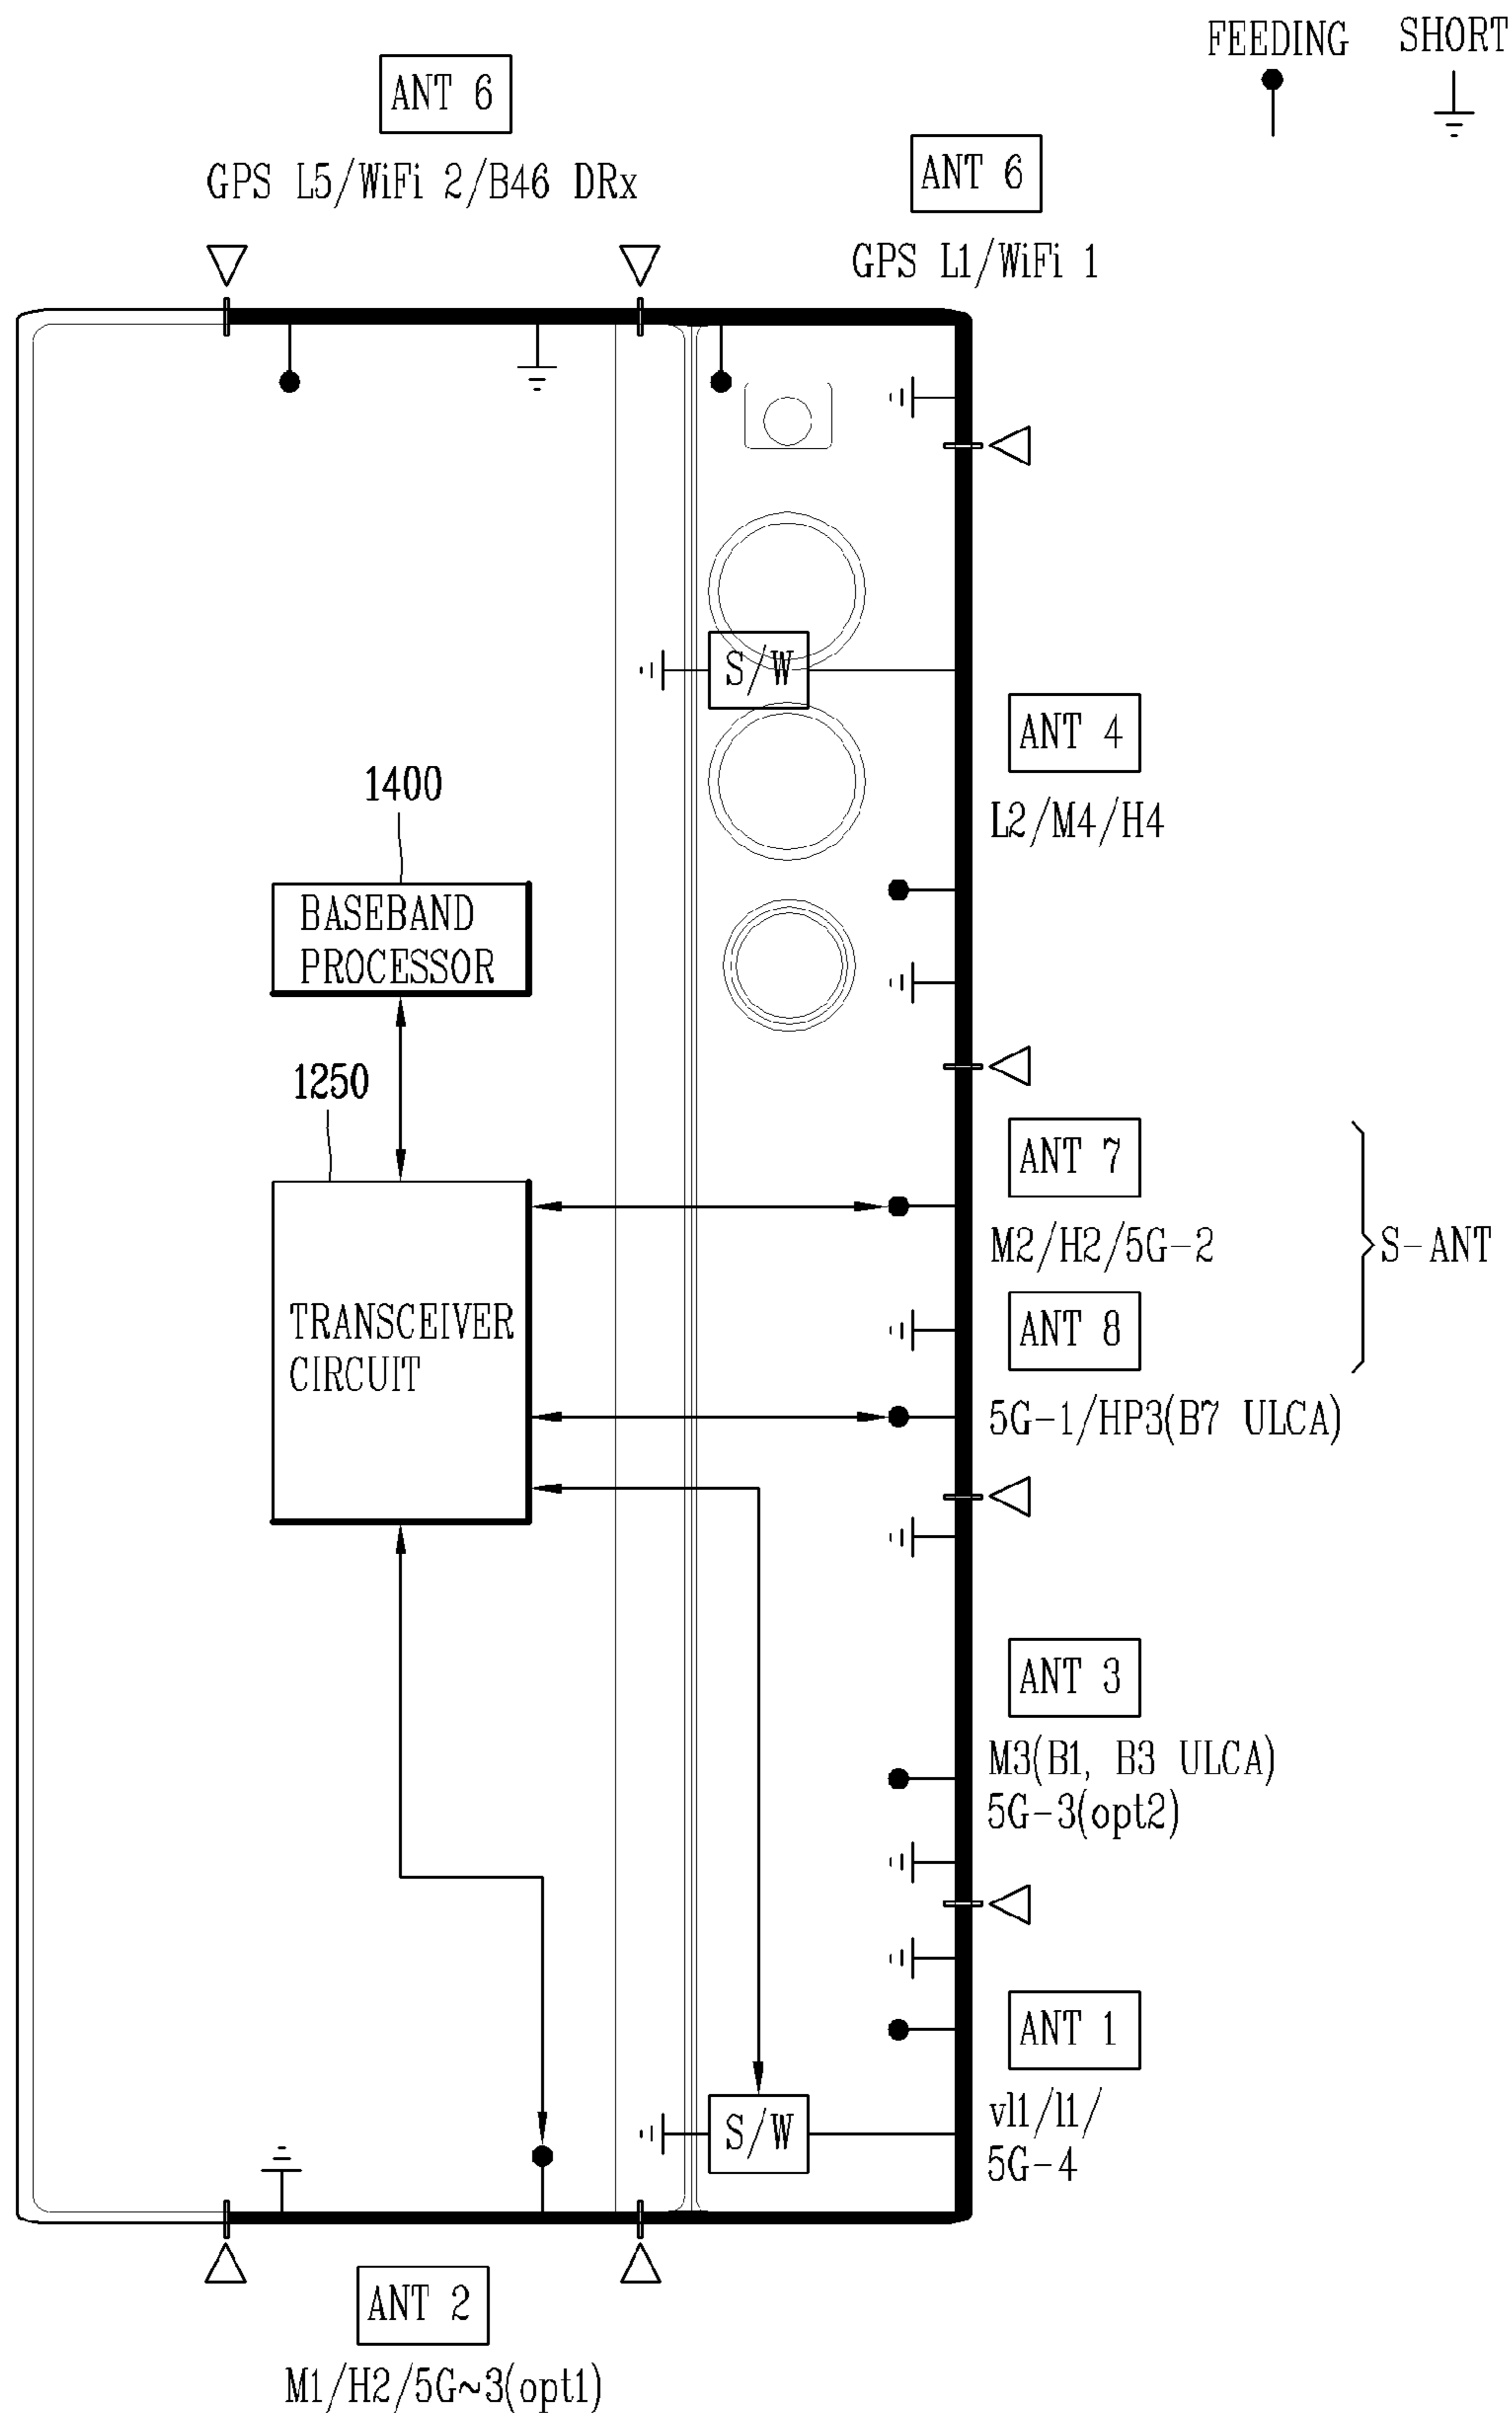 FEEDING SHORT
ANT 6
GPS L5/WiFi 2/B46 DRx
ANT 6
GPS L1/WiFi 1
S/W
ANT 4
L2/M4/H4
1400
BASEBAND
PROCESSOR
1250
TRANSCEIVER
CIRCUIT
ANT 7
M2/H2/5G-2
S-ANT
ANT 8
5G-1/HP3(B7 ULCA)
ANT 3
M3(B1, B3 ULCA)
5G-3(opt2)
ANT 1
S/W
vl1/l1/
5G-4
ANT 2
M1/H2/5G~3(opt1)